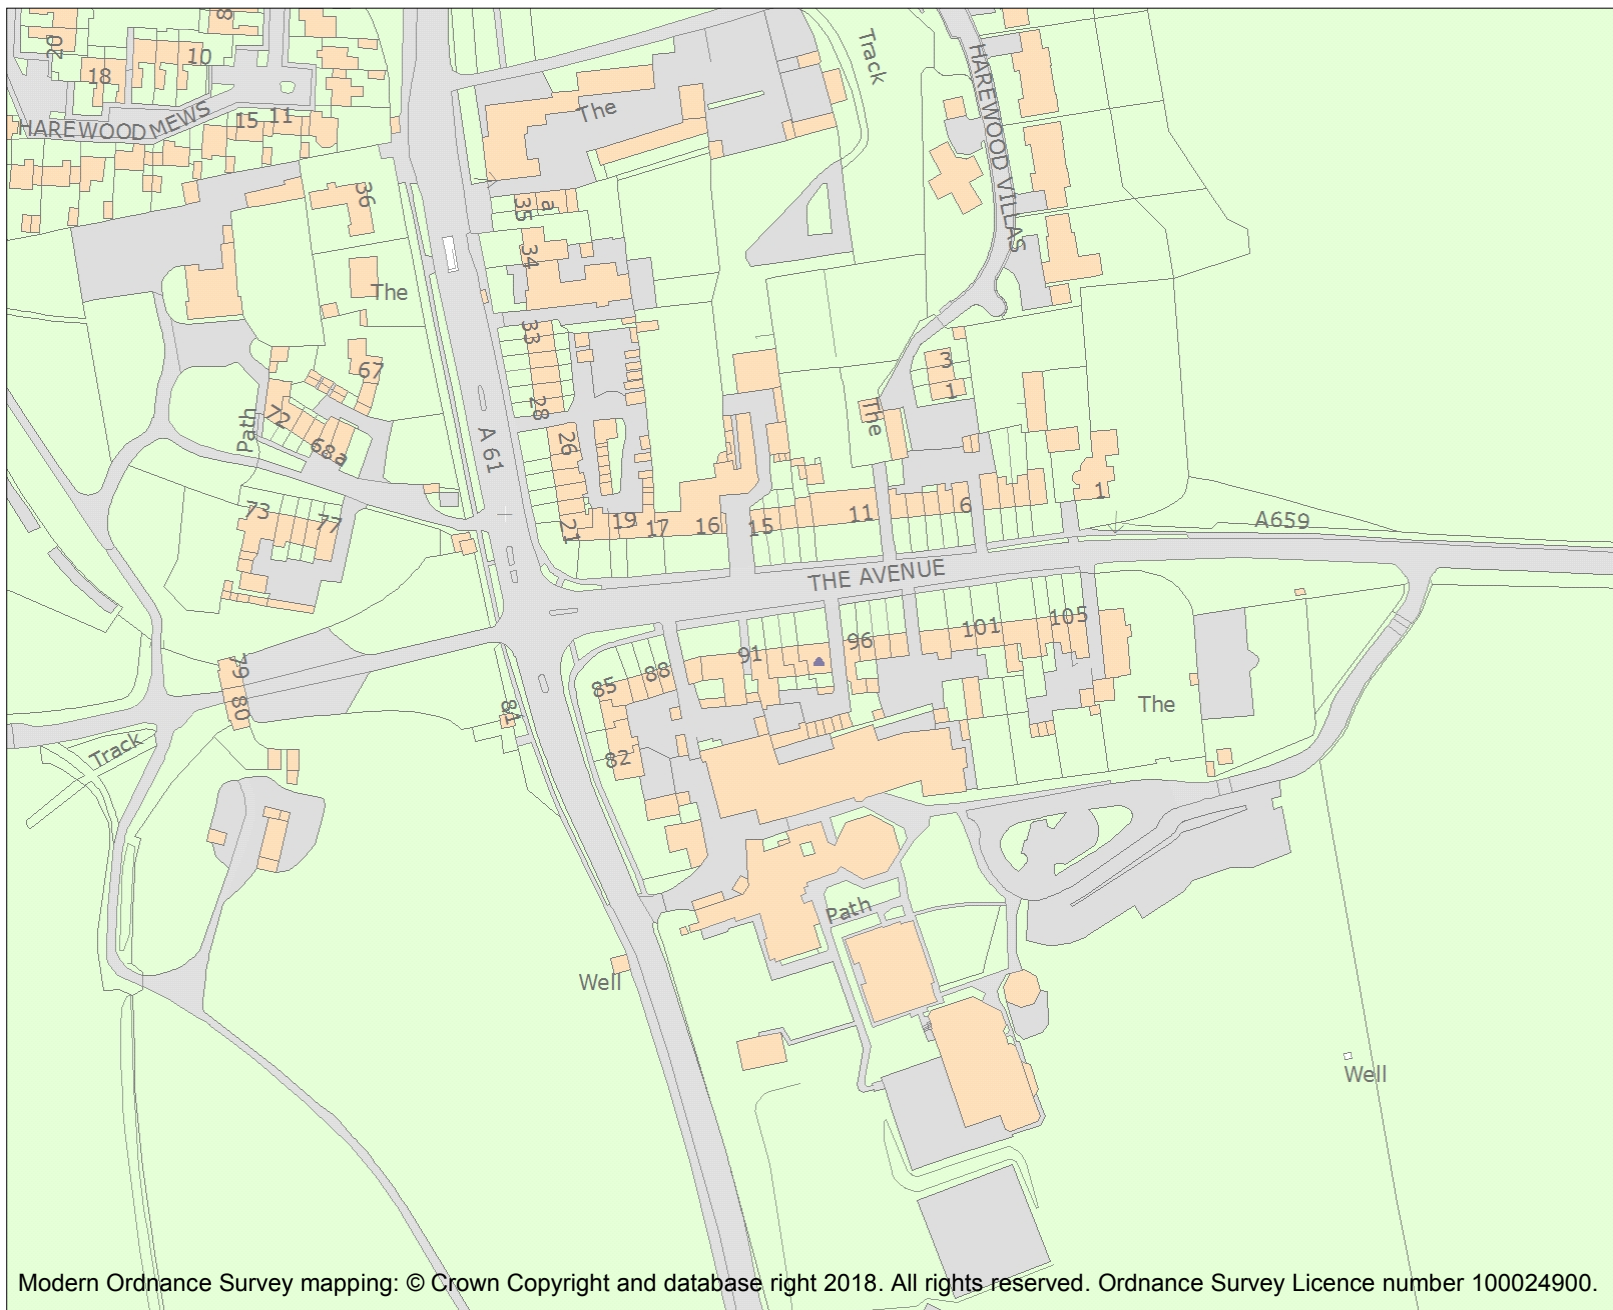 8
20
10
18
HAREWOOD MEWS
15
11
36
The
Track
HAREWOOD VILLAS
The
35
a
34
The
33
67
3
1
28
72
Path
68a
The
A 61
26
73
77
21
19
17
16
15
11
6
1
A659
THE AVENUE
79
80
81
85
88
91
96
101
105
82
The
Track
Path
Well
Well
Modern Ordnance Survey mapping: © Crown Copyright and database right 2018. All rights reserved. Ordnance Survey Licence number 100024900.